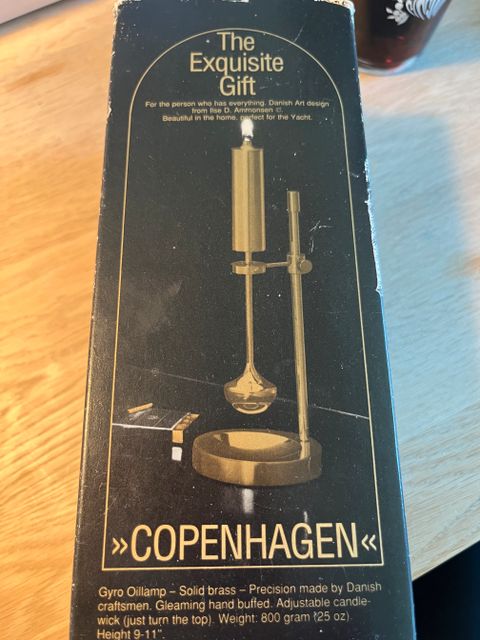 The
Exquisite
Gift
For the person who has everything. Danish Art design
from Ilse D. Ammonsen ©.
Beautiful in the home, perfect for the Yacht.
»COPENHAGEN«
Gyro Oillamp – Solid brass – Precision made by Danish
craftsmen. Gleaming hand buffed. Adjustable candle-
wick (just turn the top). Weight: 800 gram (25 oz)
Height 9-11".